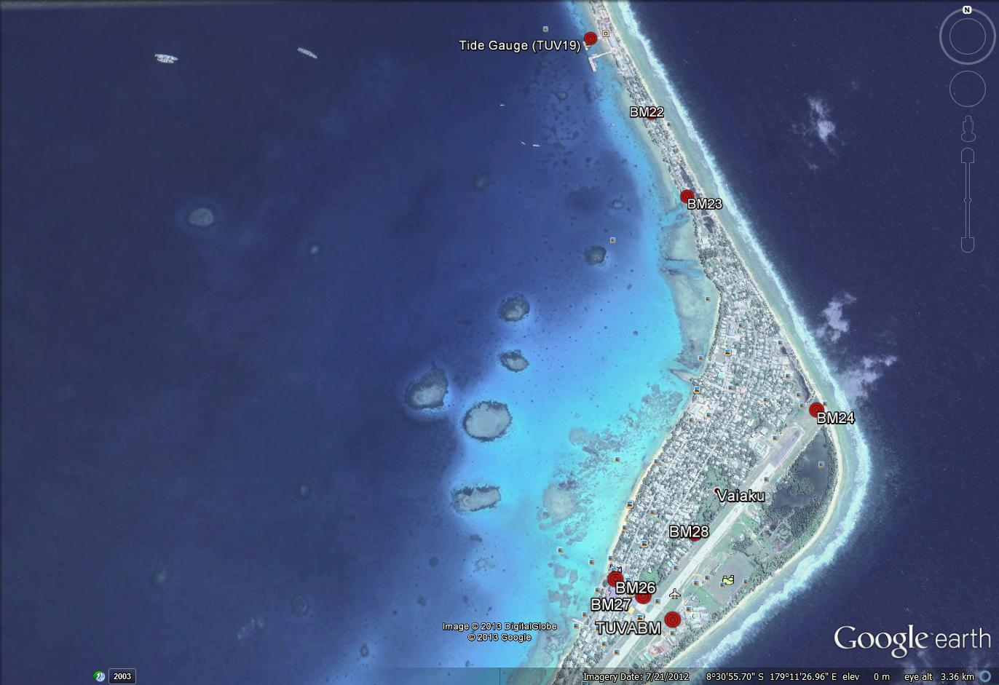 N
Tide Gauge (TUV19)
BM22
BM23
BM24
Vaiaku
BM28
BM26
BM27
TUVABM
Image © 2013 DigitalGlobe
© 2013 Google
Google earth
2003
Imagery Date: 7/21/2012 8°30'55.70" S 179°11'26.96" E elev 0 m eye alt 3.36 km